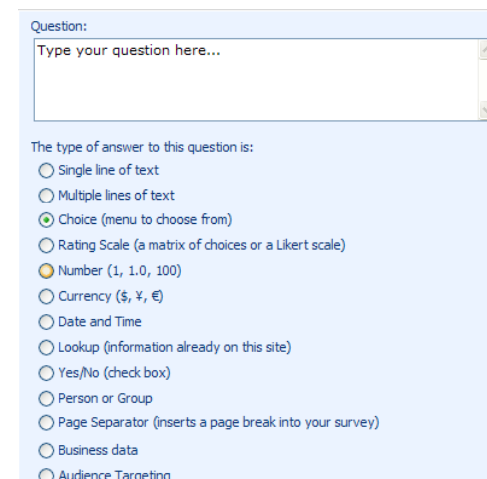 Question:
Type your question here...
The type of answer to this question is:
Single line of text
Multiple lines of text
Choice (menu to choose from)
Rating Scale (a matrix of choices or a Likert scale)
Number (1, 1.0, 100)
Currency ($, ¥, €)
Date and Time
Lookup (information already on this site)
Yes/No (check box)
Person or Group
Page Separator (inserts a page break into your survey)
Business data
Audience Targeting